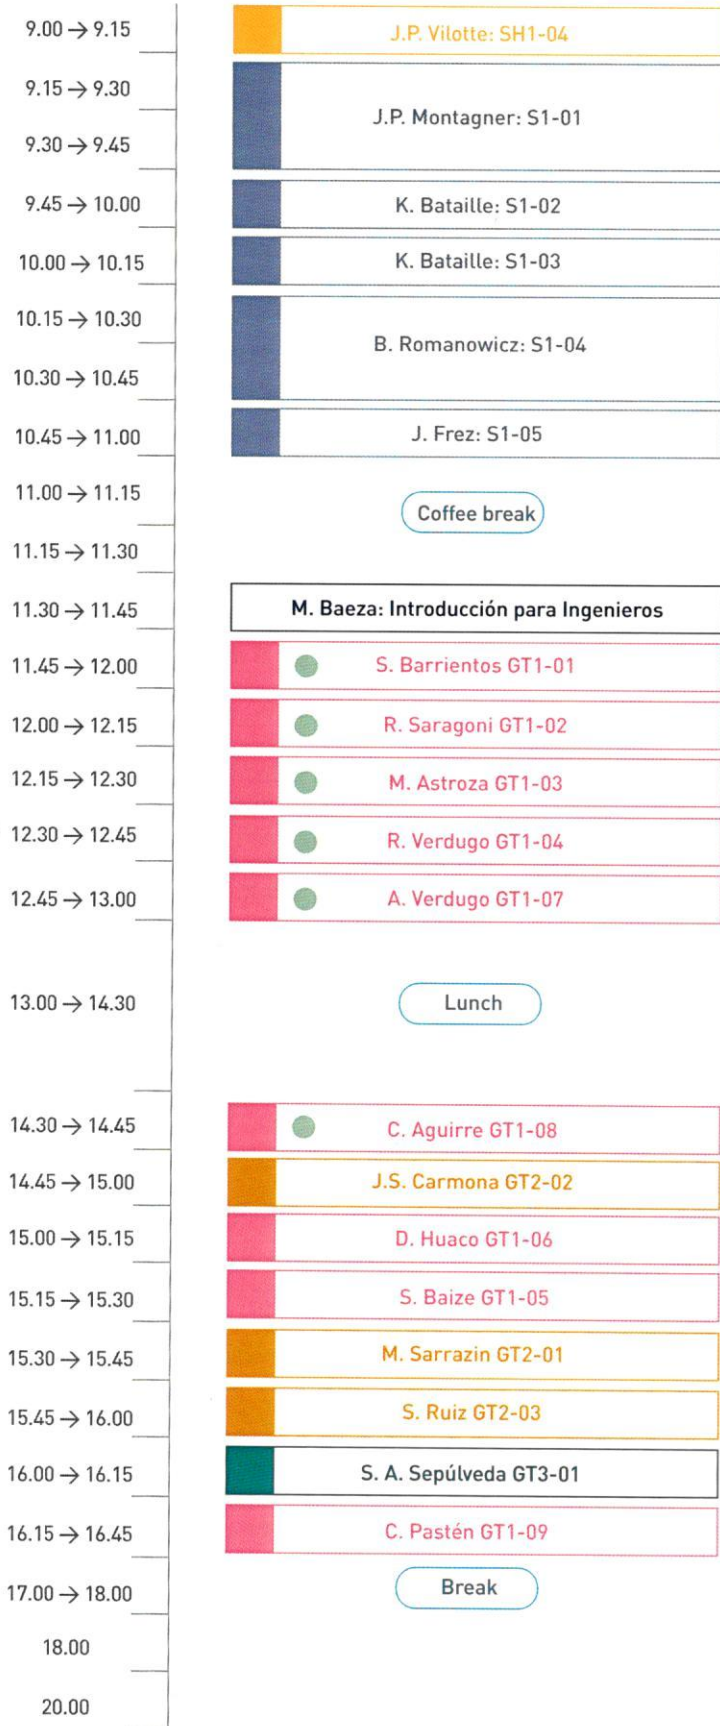 9.00 → 9.15 J.P. Vilotte: SH1-04
9.15 → 9.30
J.P. Montagner: S1-01
9.30 → 9.45
9.45 → 10.00 K. Bataille: S1-02
10.00 → 10.15 K. Bataille: S1-03
10.15 → 10.30
B. Romanowicz: S1-04
10.30 → 10.45
10.45 → 11.00 J. Frez: S1-05
11.00 → 11.15
Coffee break
11.15 → 11.30
11.30 → 11.45 M. Baeza: Introducción para Ingenieros
11.45 → 12.00 S. Barrientos GT1-01
12.00 → 12.15 R. Saragoni GT1-02
12.15 → 12.30 M. Astroza GT1-03
12.30 → 12.45 R. Verdugo GT1-04
12.45 → 13.00 A. Verdugo GT1-07
13.00 → 14.30 Lunch
14.30 → 14.45 C. Aguirre GT1-08
14.45 → 15.00 J.S. Carmona GT2-02
15.00 → 15.15 D. Huaco GT1-06
15.15 → 15.30 S. Baize GT1-05
15.30 → 15.45 M. Sarrazin GT2-01
15.45 → 16.00 S. Ruiz GT2-03
16.00 → 16.15 S. A. Sepúlveda GT3-01
16.15 → 16.45 C. Pastén GT1-09
17.00 → 18.00 Break
18.00
20.00